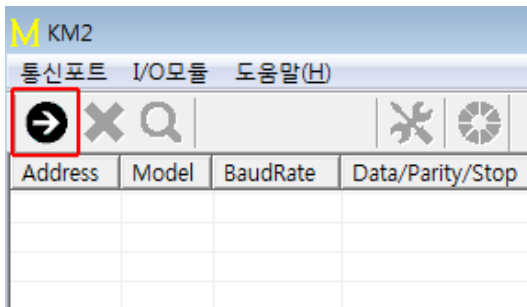 M KM2
통신포트 I/O모듈 도움말(H)
Address Model BaudRate Data/Parity/Stop